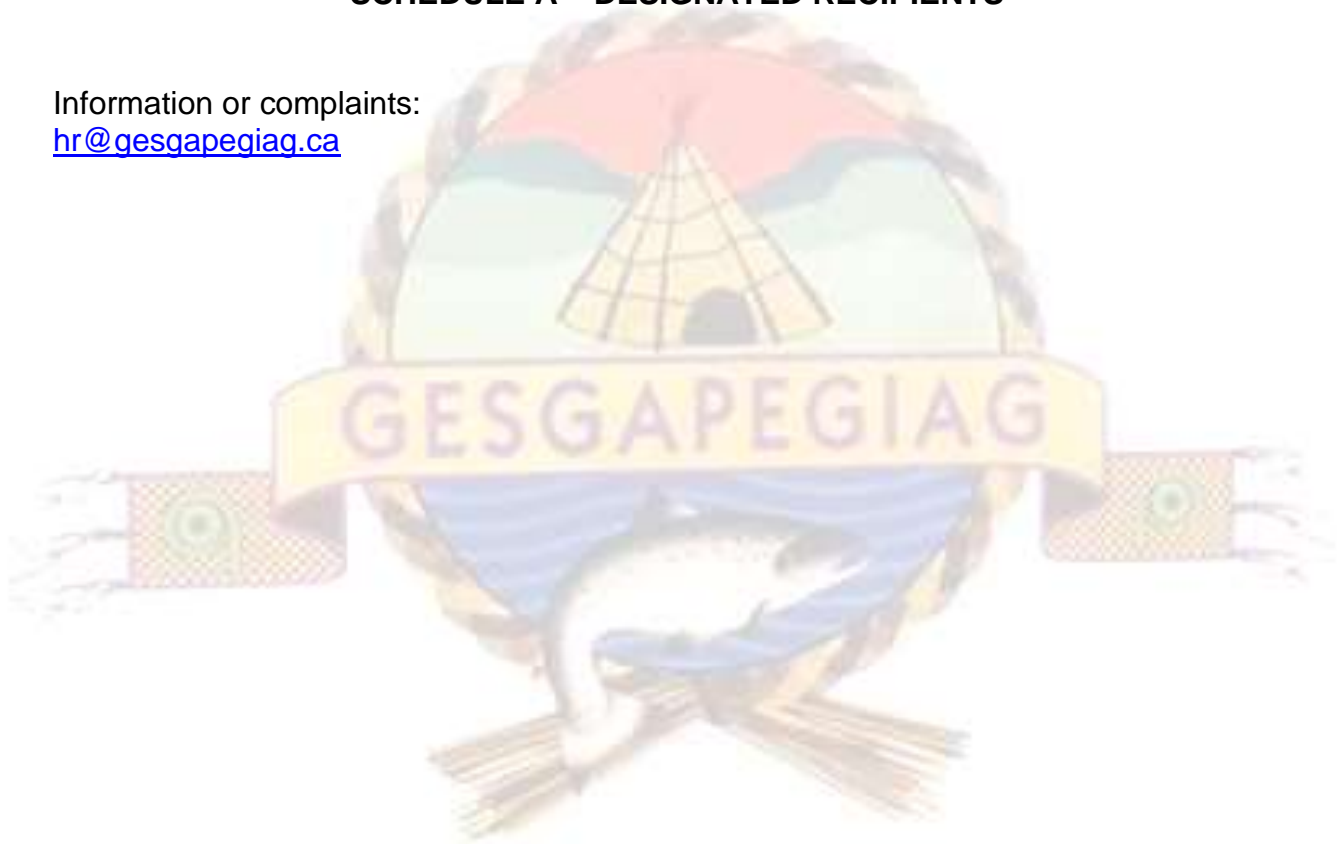 SCHEDULE A – DESIGNATED RECIPIENTS
Information or complaints:
hr@gesgapegiag.ca
GESGAPEGIAG